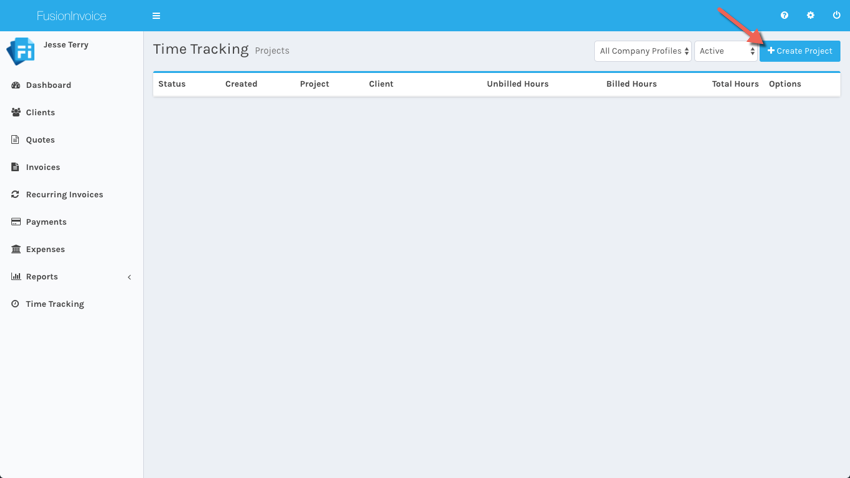 FusionInvoice
Jesse Terry
Dashboard
Clients
Quotes
Invoices
Recurring Invoices
Payments
Expenses
Reports
Time Tracking
Time Tracking Projects
All Company Profiles Active + Create Project
Status Created Project Client Unbilled Hours Billed Hours Total Hours Options